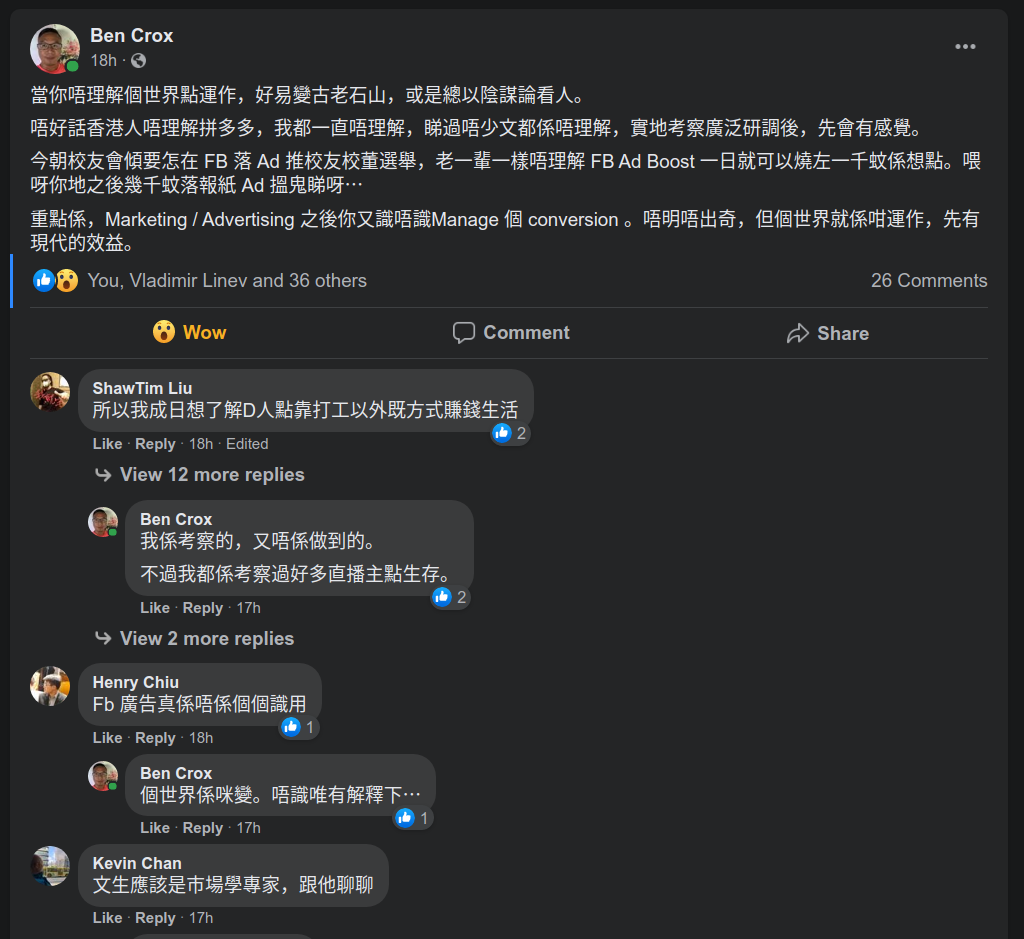 Ben Crox
18h ·
當你唔理解個世界點運作，好易變古老石山，或是總以陰謀論看人。
唔好話香港人唔理解拼多多，我都一直唔理解，睇過唔少文都係唔理解，實地考察廣泛研調後，先會有感覺。
今朝校友會傾要怎在 FB 落 Ad 推校友校董選舉，老一輩一樣唔理解 FB Ad Boost 一日就可以燒左一千蚊係想點。喂
呀你地之後幾千蚊落報紙 Ad 搵鬼睇呀…
重點係，Marketing / Advertising 之後你又識唔識Manage 個 conversion 。唔明唔出奇，但個世界就係咁運作，先有
現代的效益。
You, Vladimir Linev and 36 others 26 Comments
Wow Comment Share
ShawTim Liu
所以我成日想了解D人點靠打工以外既方式賺錢生活
2
Like · Reply · 18h · Edited
View 12 more replies
Ben Crox
我係考察的，又唔係做到的。
不過我都係考察過好多直播主點生存。
2
Like · Reply · 17h
View 2 more replies
Henry Chiu
Fb 廣告真係唔係個個識用
1
Like · Reply · 18h
Ben Crox
個世界係咪變。唔識唯有解釋下…
1
Like · Reply · 17h
Kevin Chan
文生應該是市場學專家，跟他聊聊
Like · Reply · 17h